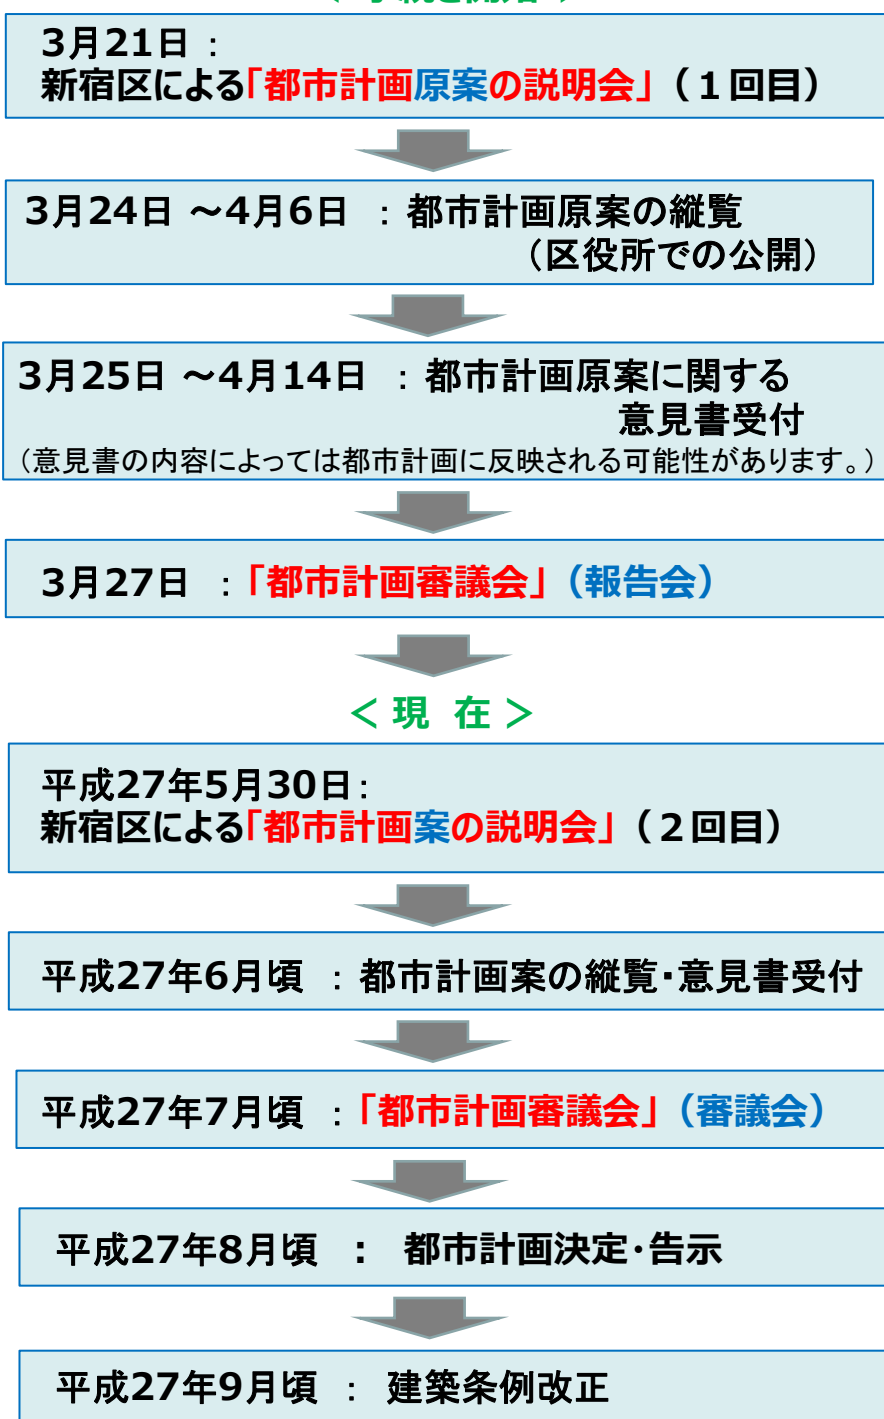 3月21日：
新宿区による「都市計画原案の説明会」（１回目）
3月24日 ～4月6日 ：都市計画原案の縦覧
（区役所での公開）
3月25日 ～4月14日 ：都市計画原案に関する
意見書受付
（意見書の内容によっては都市計画に反映される可能性があります。）
3月27日 ：「都市計画審議会」（報告会）
＜ 現 在 ＞
平成27年5月30日：
新宿区による「都市計画案の説明会」（２回目）
平成27年6月頃 ：都市計画案の縦覧・意見書受付
平成27年7月頃 ：「都市計画審議会」（審議会）
平成27年8月頃 ： 都市計画決定・告示
平成27年9月頃 ： 建築条例改正